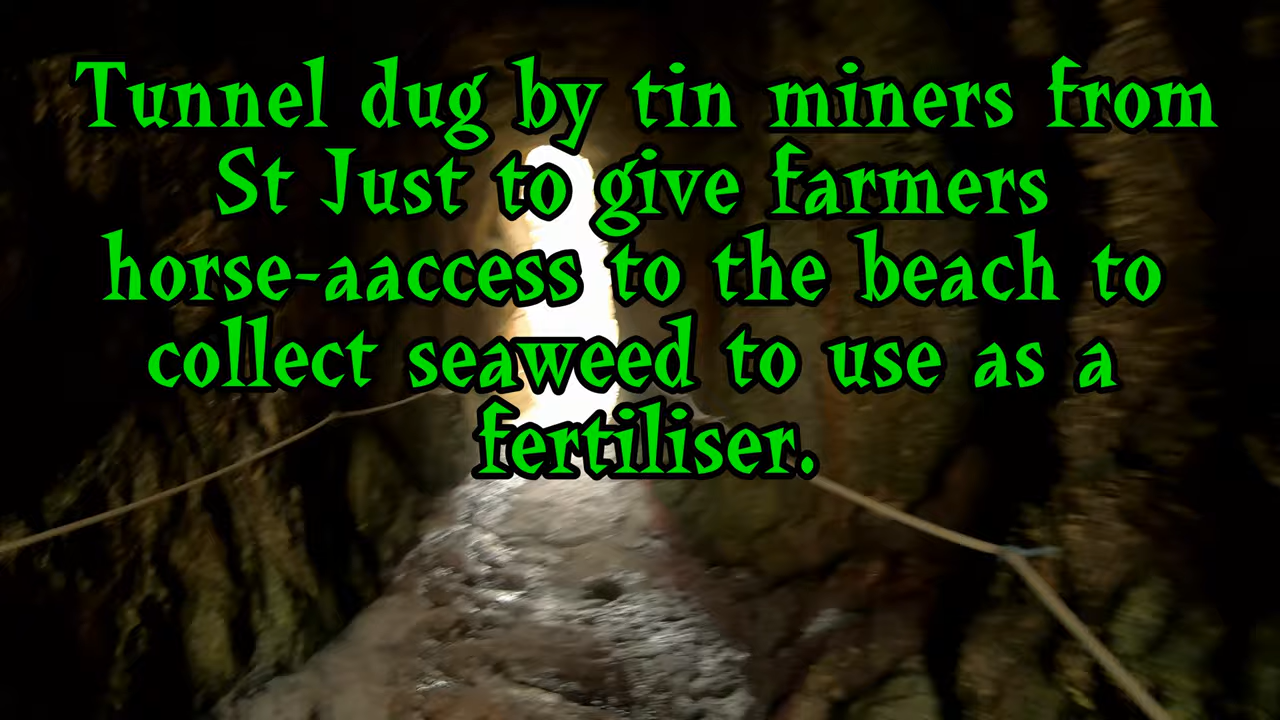 Tunnel dug by tin miners from
St Just to give farmers
horse-aaccess to the beach to
collect seaweed to use as a
fertiliser.